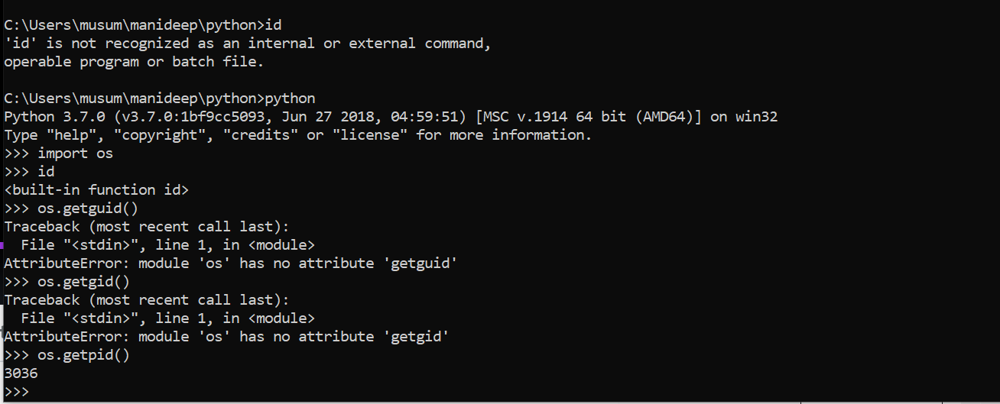 C:\Users\musum\manideep\python>id
'id' is not recognized as an internal or external command,
operable program or batch file.
C:\Users\musum\manideep\python>python
Python 3.7.0 (v3.7.0:1bf9cc5093, Jun 27 2018, 04:59:51) [MSC v.1914 64 bit (AMD64)] on win32
Type "help", "copyright", "credits" or "license" for more information.
>>> import os
>>> id
<built-in function id>
>>> os.getguid()
Traceback (most recent call last):
  File "<stdin>", line 1, in <module>
AttributeError: module 'os' has no attribute 'getguid'
>>> os.getgid()
Traceback (most recent call last):
  File "<stdin>", line 1, in <module>
AttributeError: module 'os' has no attribute 'getgid'
>>> os.getpid()
3036
>>>